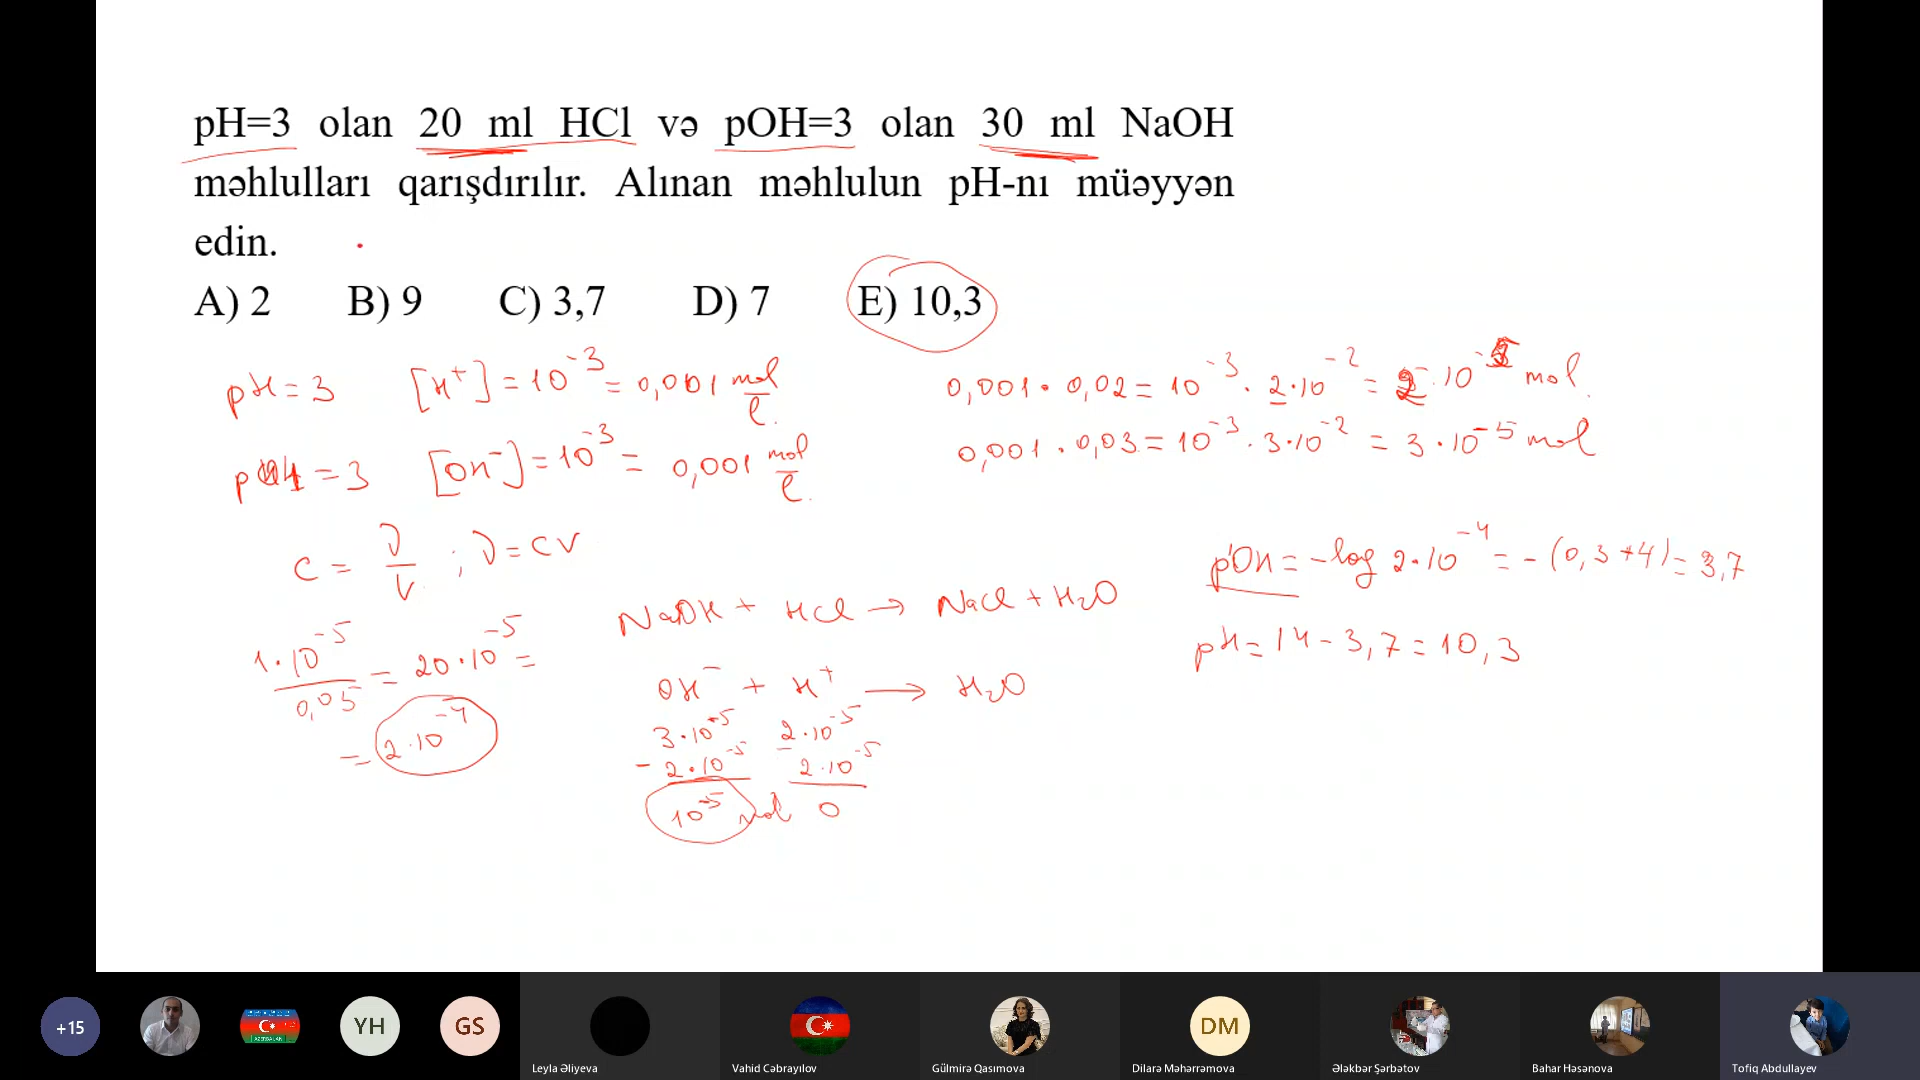 pH=3 olan 20 ml HCl və pOH=3 olan 30 ml NaOH
məhlulları qarışdırılır. Alınan məhlulun pH-nı müəyyən
edin.
A) 2 B) 9 C) 3,7 D) 7 E) 10,3
pH = 3 [H⁺] = 10⁻³ = 0,001 mol/l
0,001 · 0,02 = 10⁻³ · 2·10⁻² = 2·10⁻⁵ mol
pOH = 3 [OH⁻] = 10⁻³ = 0,001 mol/l
0,001 · 0,03 = 10⁻³ · 3·10⁻² = 3·10⁻⁵ mol
c = ν/V ; ν = cV
pOH = -log 2·10⁻⁴ = -(0,3+4) = 3,7
pH = 14 - 3,7 = 10,3
NaOH + HCl → NaCl + H₂O
1·10⁻⁵/0,05 = 20·10⁻⁵ =
= 2·10⁻⁴
OH⁻ + H⁺ → H₂O
3·10⁻⁵ 2·10⁻⁵
- 2·10⁻⁵ 2·10⁻⁵
10⁻⁵ mol 0
+15 AZERBAIJAN YH GS DM
Leyla Əliyeva Vahid Cəbrayılov Gülmirə Qasımova Dilarə Məhərrəmova Ələkbər Şərbətov Bahar Həsənova Tofiq Abdullayev